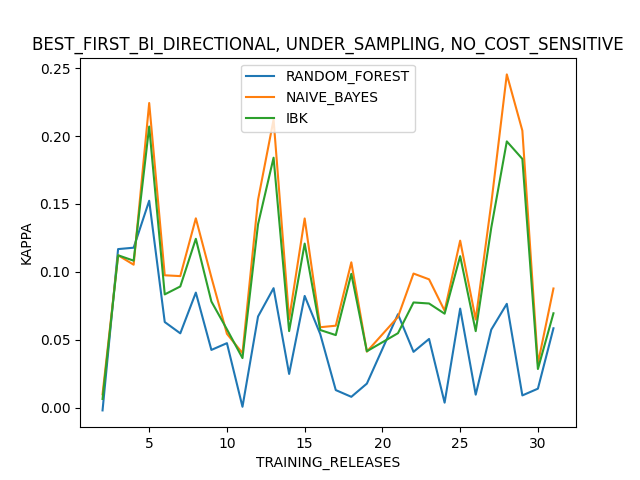 BEST_FIRST_BI_DIRECTIONAL, UNDER_SAMPLING, NO_COST_SENSITIVE
RANDOM_FOREST
NAIVE_BAYES
IBK
KAPPA
0.25
0.20
0.15
0.10
0.05
0.00
5 10 15 20 25 30
TRAINING_RELEASES